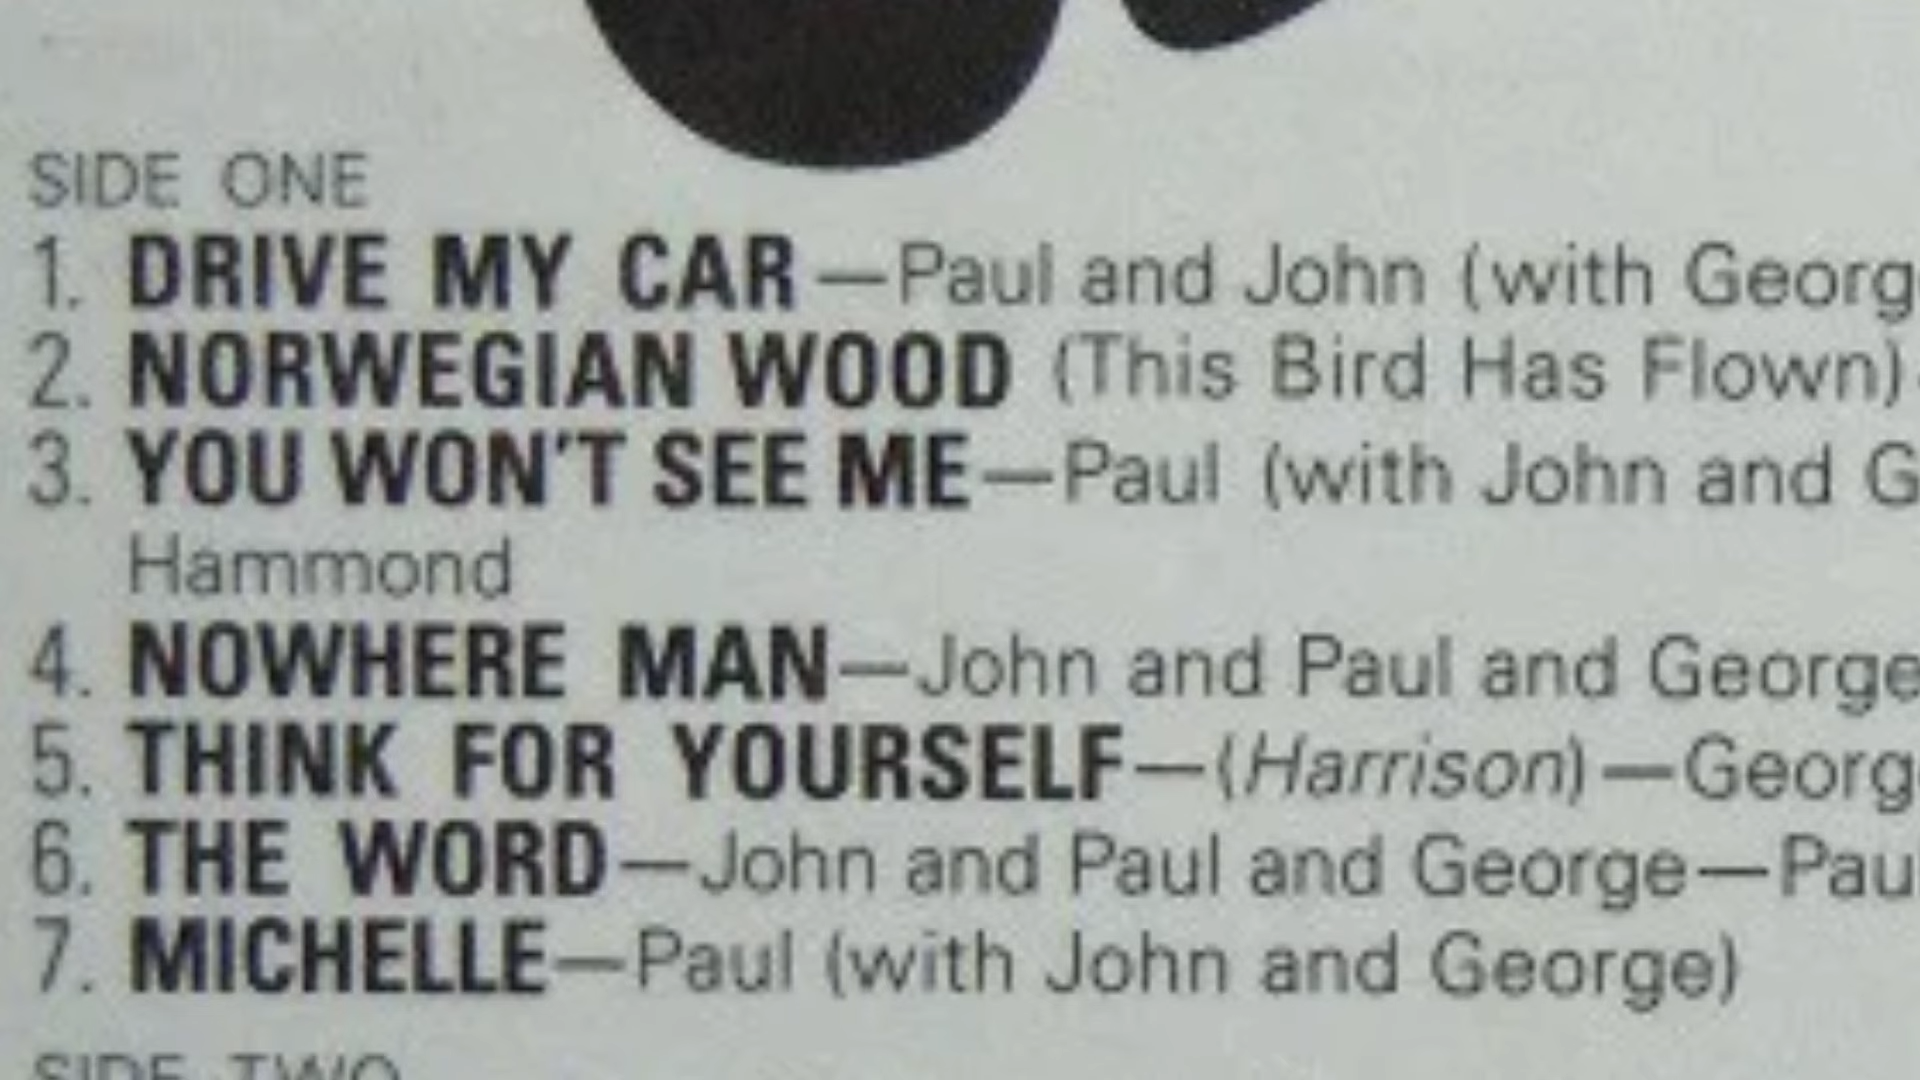 SIDE ONE
1. DRIVE MY CAR—Paul and John (with Georg
2. NORWEGIAN WOOD (This Bird Has Flown)
3. YOU WON'T SEE ME—Paul (with John and G
Hammond
4. NOWHERE MAN—John and Paul and George
5. THINK FOR YOURSELF—(Harrison)—Georg
6. THE WORD—John and Paul and George—Pau
7. MICHELLE—Paul (with John and George)
SIDE TWO